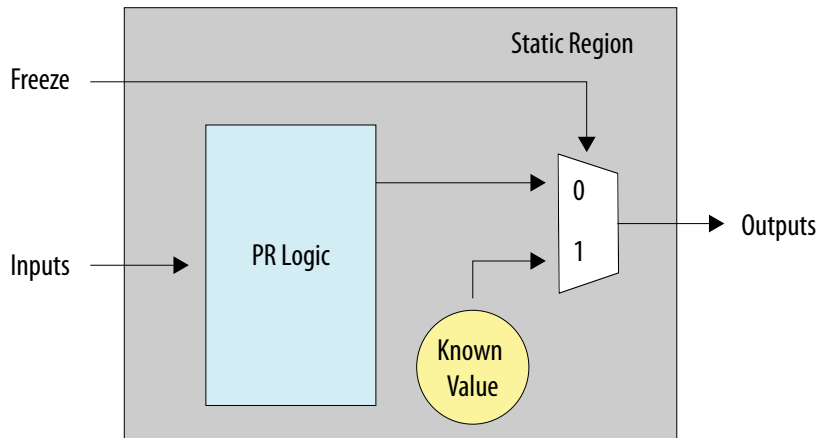 Static Region
Freeze
0
PR Logic
Outputs
1
Inputs
Known
Value